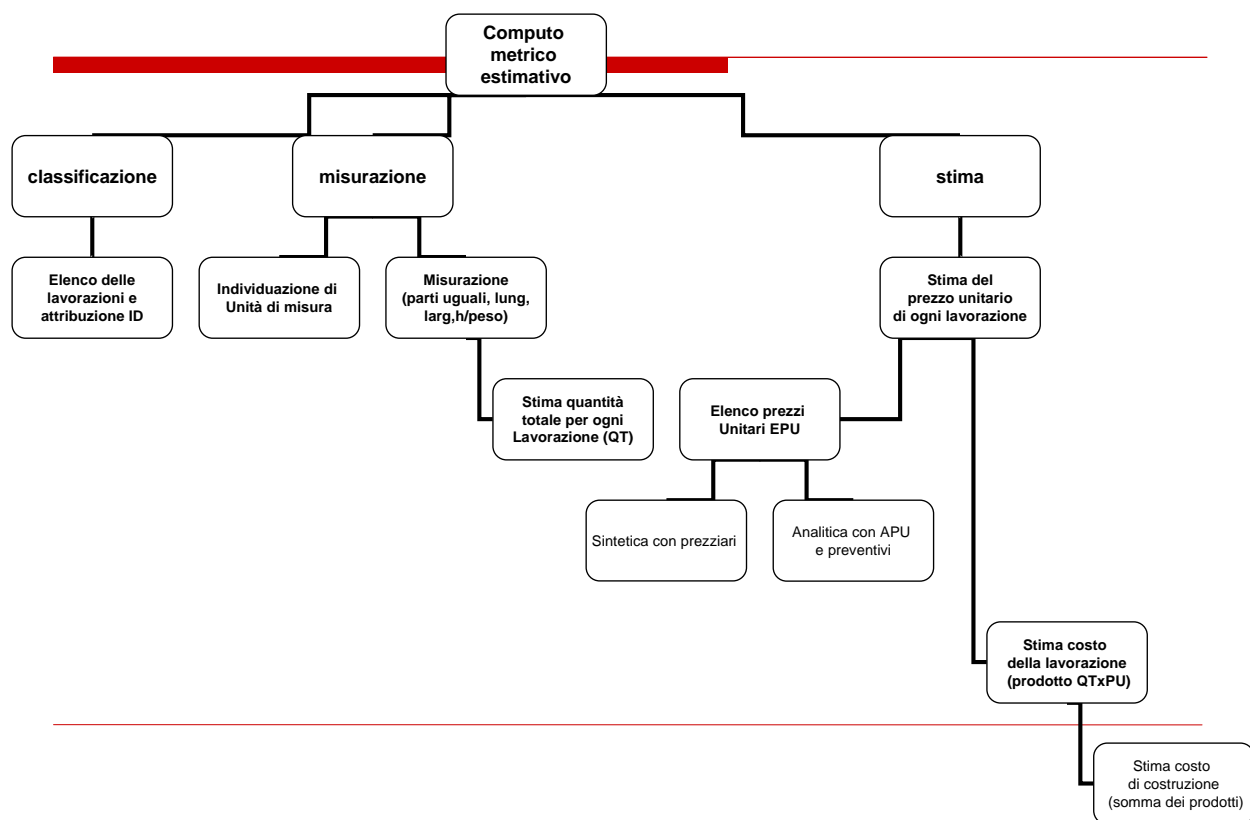 Computo
metrico
estimativo
classificazione
misurazione
stima
Elenco delle
lavorazioni e
attribuzione ID
Individuazione di
Unità di misura
Misurazione
(parti uguali, lung,
larg,h/peso)
Stima del
prezzo unitario
di ogni lavorazione
Stima quantità
totale per ogni
Lavorazione (QT)
Elenco prezzi
Unitari EPU
Sintetica con prezziari
Analitica con APU
e preventivi
Stima costo
della lavorazione
(prodotto QTxPU)
Stima costo
di costruzione
(somma dei prodotti)